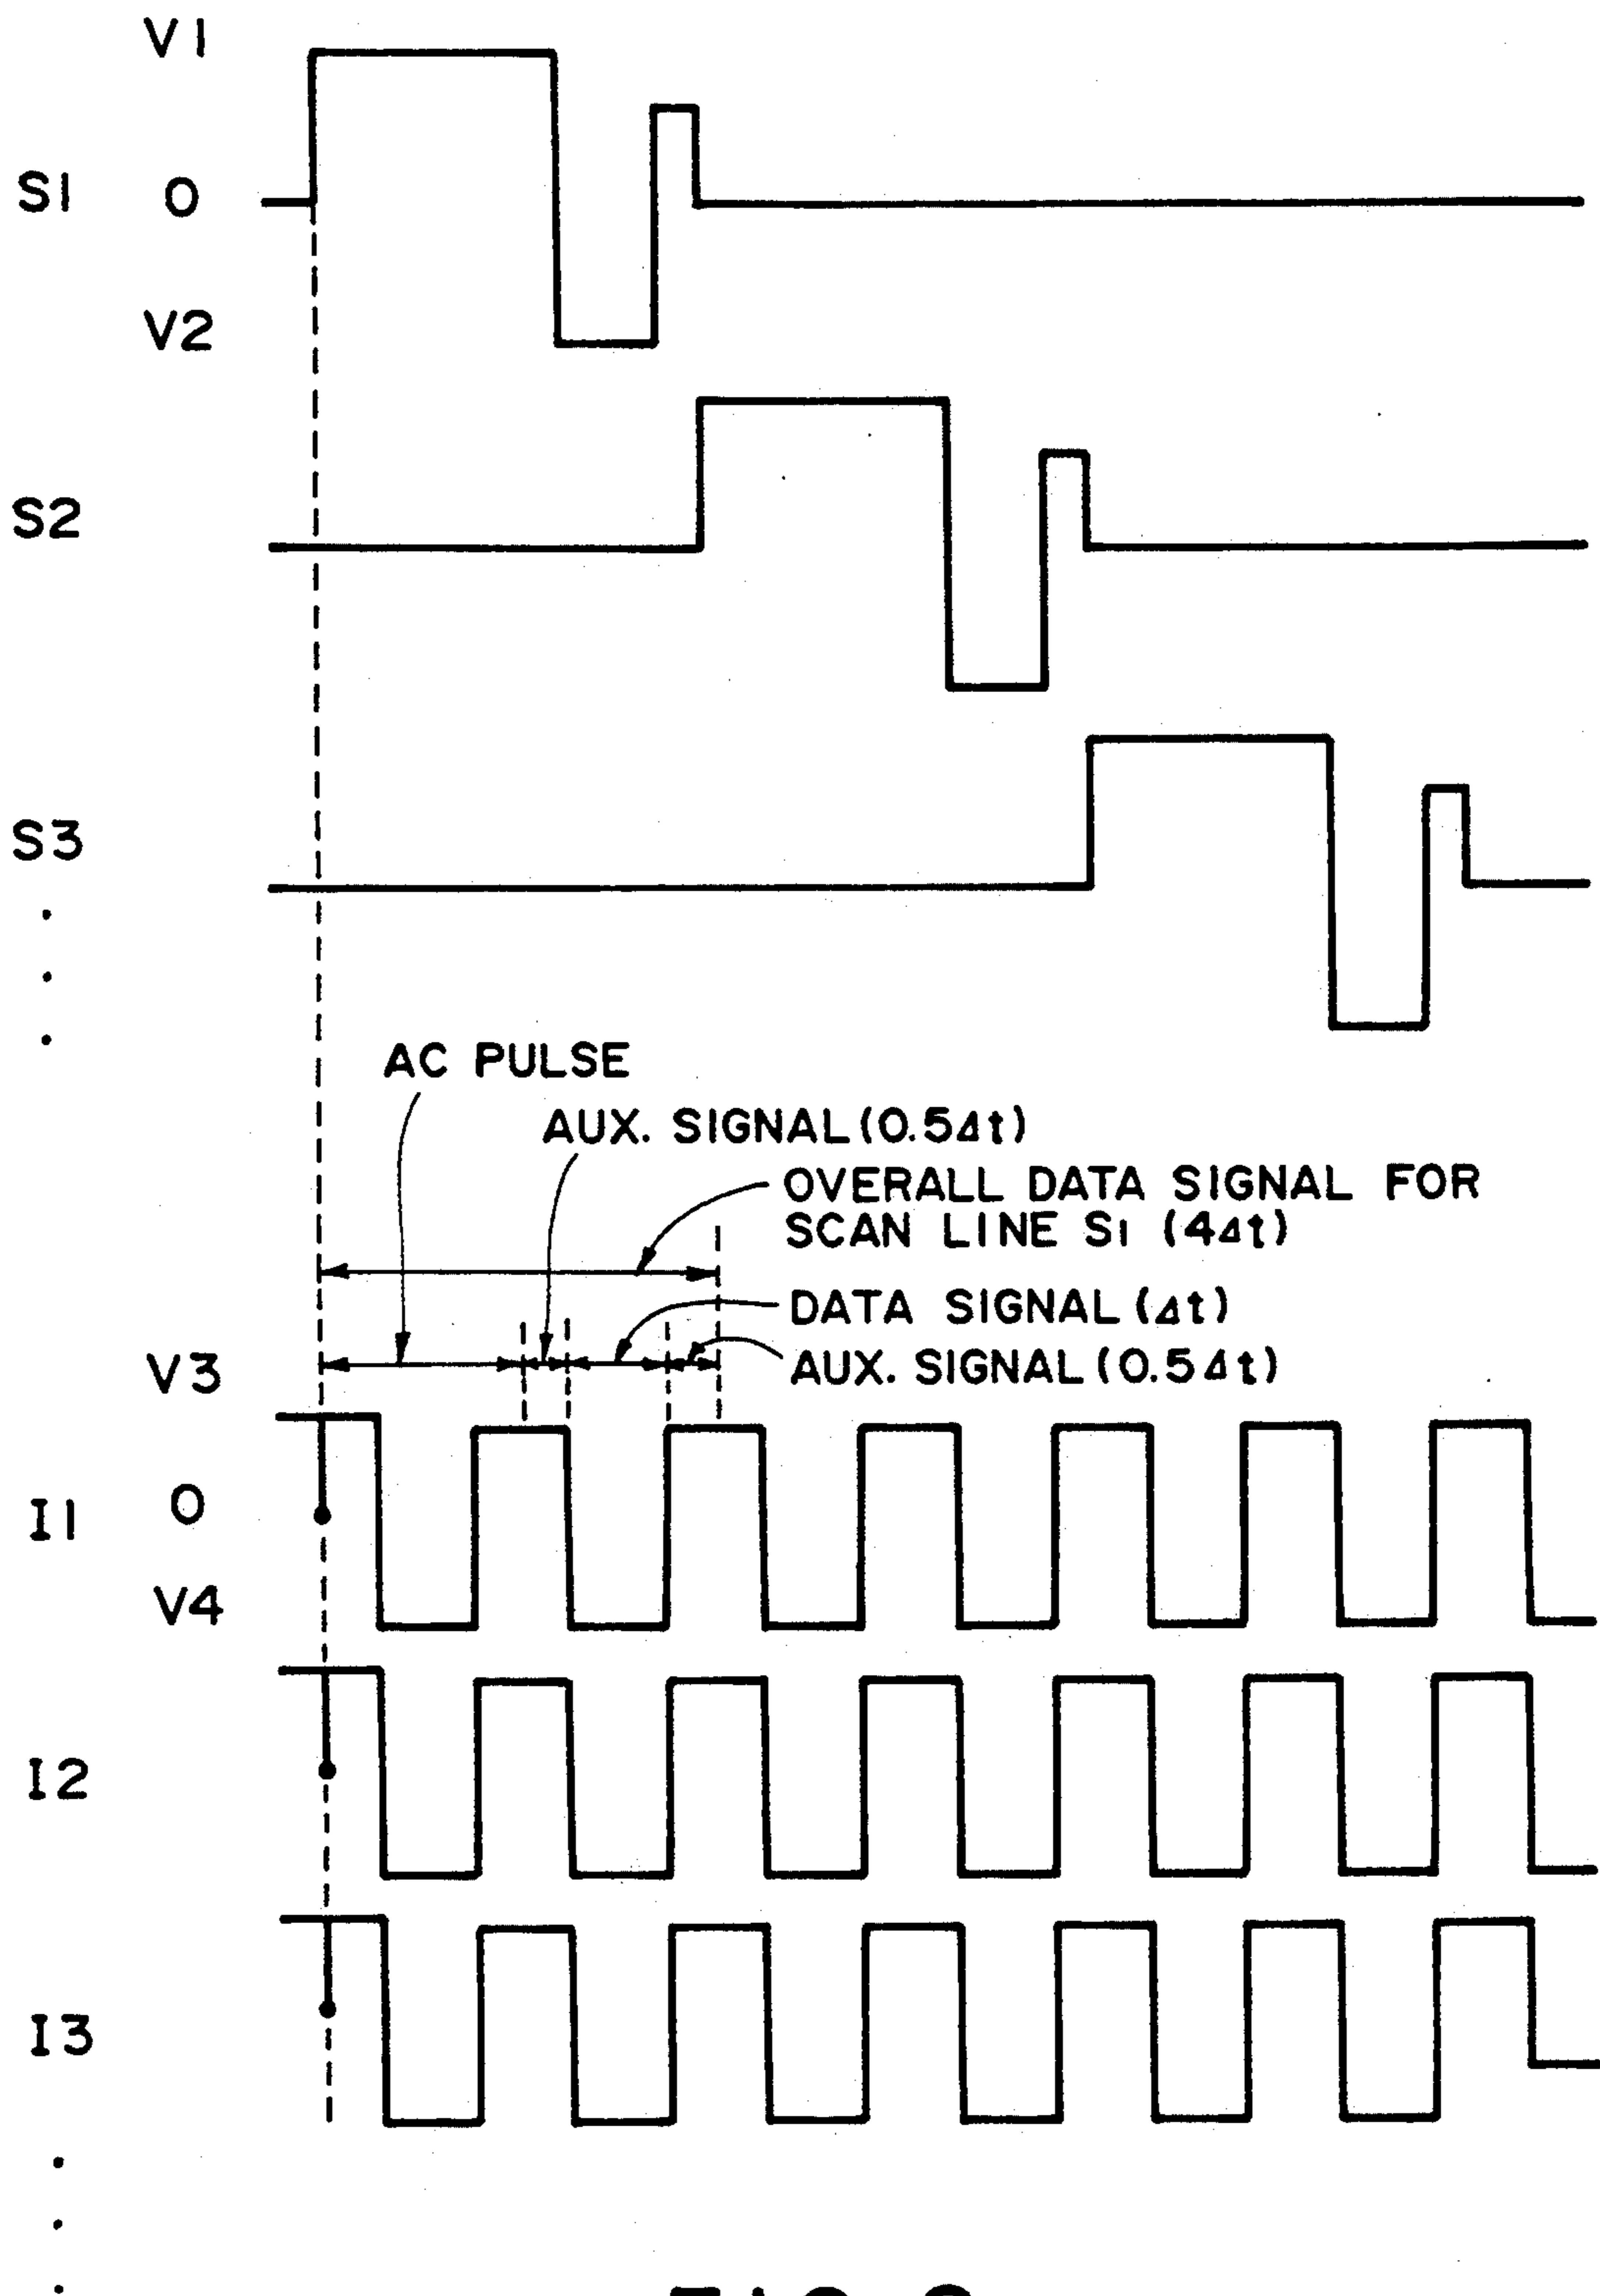 V1
S1 0
V2
S2
S3
AC PULSE
AUX. SIGNAL (0.5Δt)
OVERALL DATA SIGNAL FOR
SCAN LINE S1 (4Δt)
DATA SIGNAL (Δt)
V3
AUX. SIGNAL (0.5Δt)
I1 0
V4
I2
I3